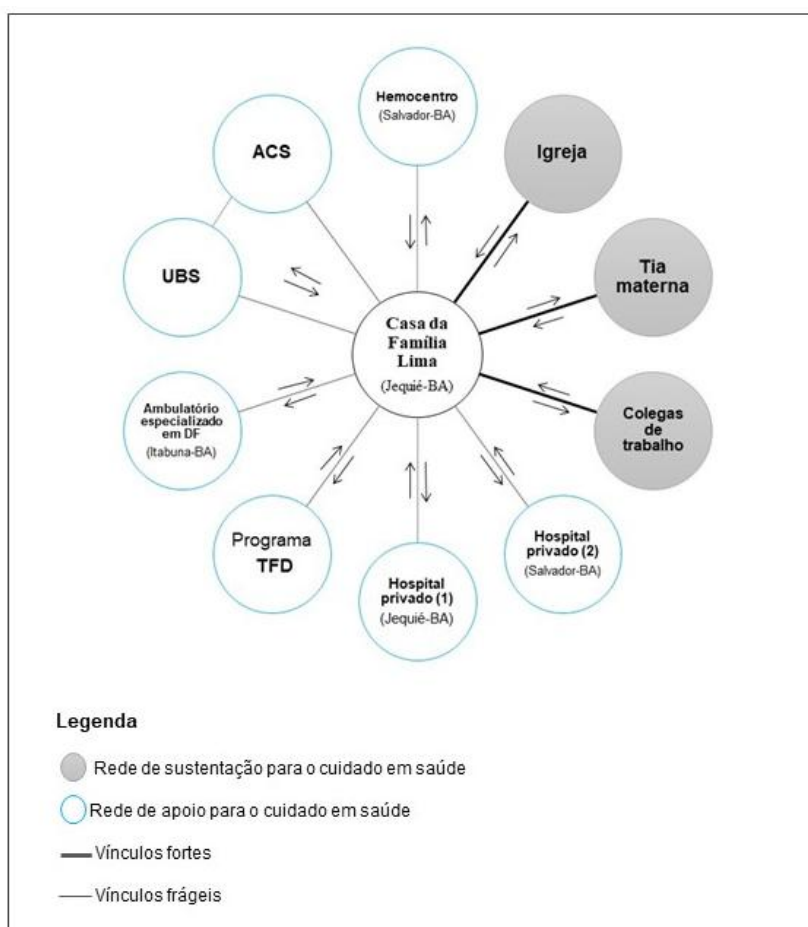 Hemocentro
(Salvador-BA)
ACS
Igreja
UBS
Tia
materna
Casa da
Família
Lima
(Jequié-BA)
Ambulatório
especializado
em DF
(Itabuna-BA)
Colegas
de
trabalho
Programa
TFD
Hospital
privado (1)
(Jequié-BA)
Hospital
privado (2)
(Salvador-BA)
Legenda
Rede de sustentação para o cuidado em saúde
Rede de apoio para o cuidado em saúde
Vínculos fortes
Vínculos frágeis